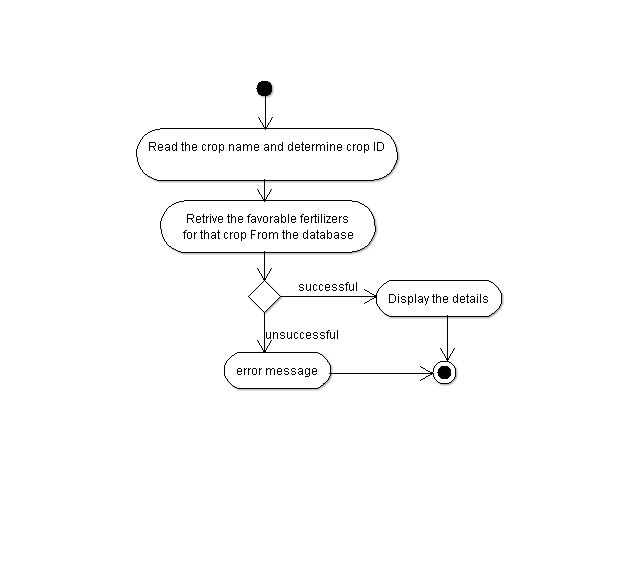 Read the crop name and determine crop ID
Retrive the favorable fertilizers
for that crop From the database
successful
Display the details
unsuccessful
error message